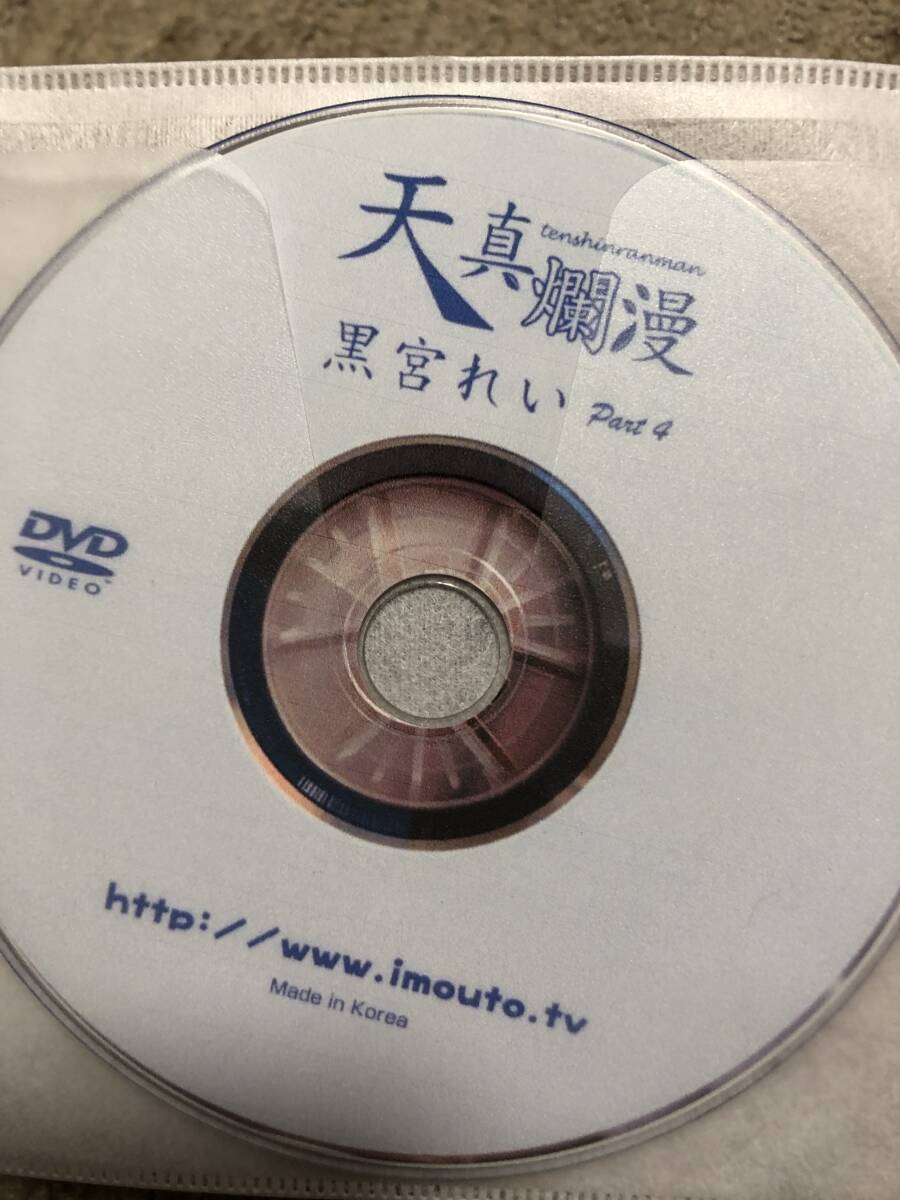 天真爛漫
tenshinranman
黒宮れい Part 4
DVD
VIDEO
http://www.imouto.tv
Made in Korea